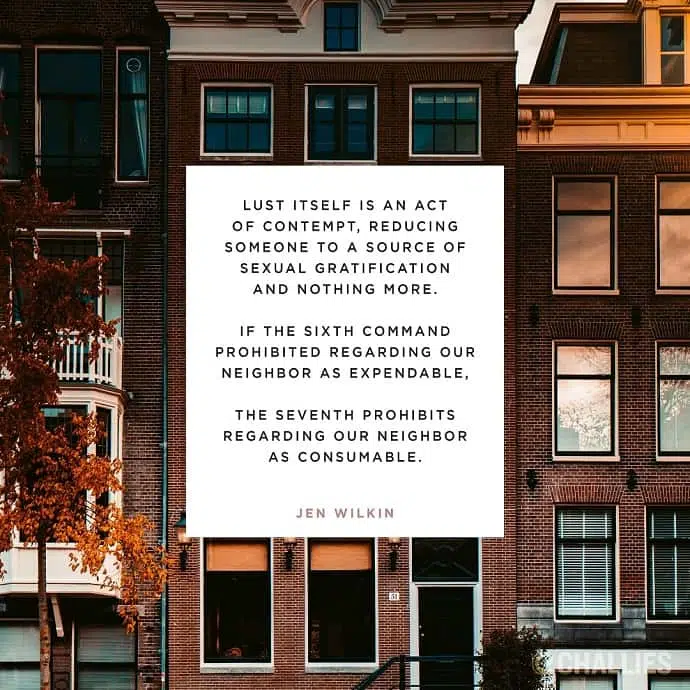 LUST ITSELF IS AN ACT
OF CONTEMPT, REDUCING
SOMEONE TO A SOURCE OF
SEXUAL GRATIFICATION
AND NOTHING MORE.
IF THE SIXTH COMMAND
PROHIBITED REGARDING OUR
NEIGHBOR AS EXPENDABLE,
THE SEVENTH PROHIBITS
REGARDING OUR NEIGHBOR
AS CONSUMABLE.
JEN WILKIN
@CHALLIES